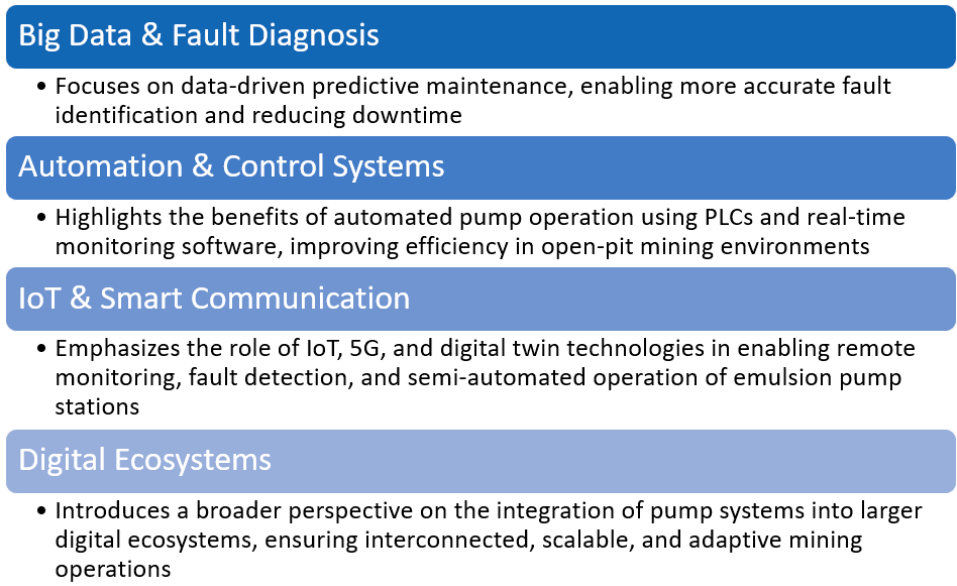 Big Data & Fault Diagnosis
• Focuses on data-driven predictive maintenance, enabling more accurate fault
identification and reducing downtime
Automation & Control Systems
• Highlights the benefits of automated pump operation using PLCs and real-time
monitoring software, improving efficiency in open-pit mining environments
IoT & Smart Communication
• Emphasizes the role of IoT, 5G, and digital twin technologies in enabling remote
monitoring, fault detection, and semi-automated operation of emulsion pump
stations
Digital Ecosystems
• Introduces a broader perspective on the integration of pump systems into larger
digital ecosystems, ensuring interconnected, scalable, and adaptive mining
operations